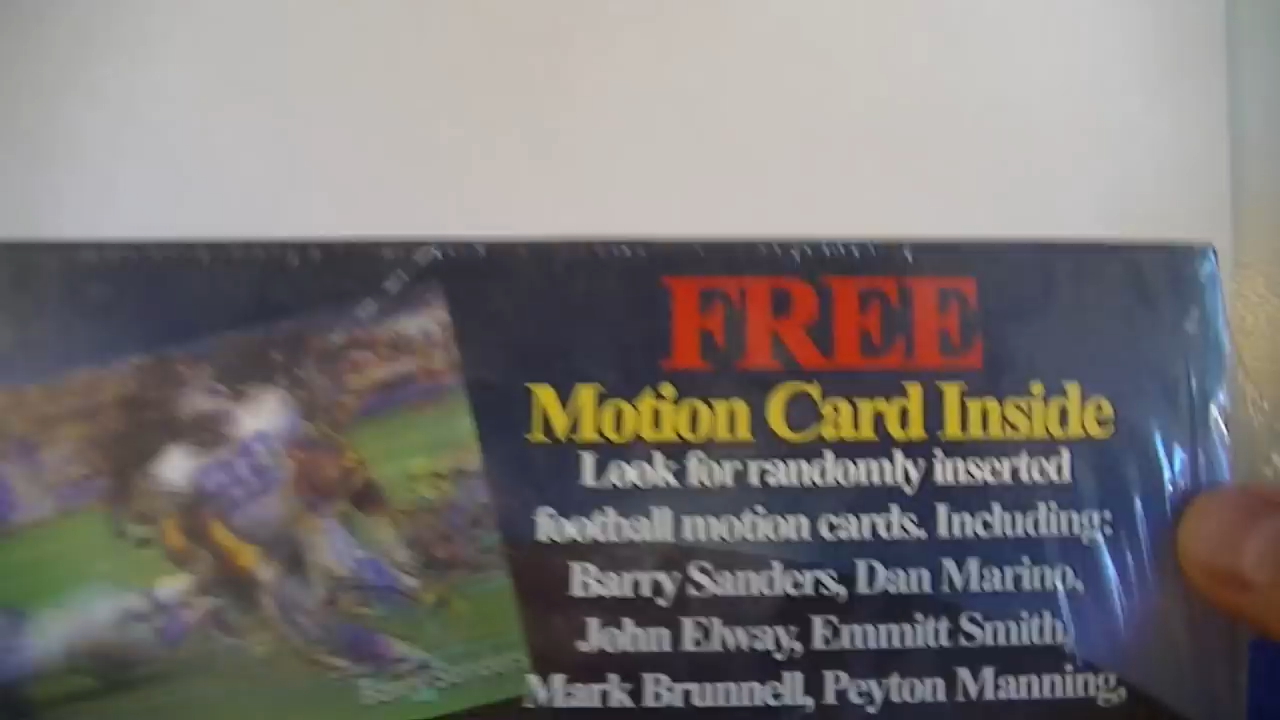 FREE
Motion Card Inside
Look for randomly inserted
football motion cards. Including:
Barry Sanders, Dan Marino,
John Elway, Emmitt Smith,
Mark Brunnell, Peyton Manning,